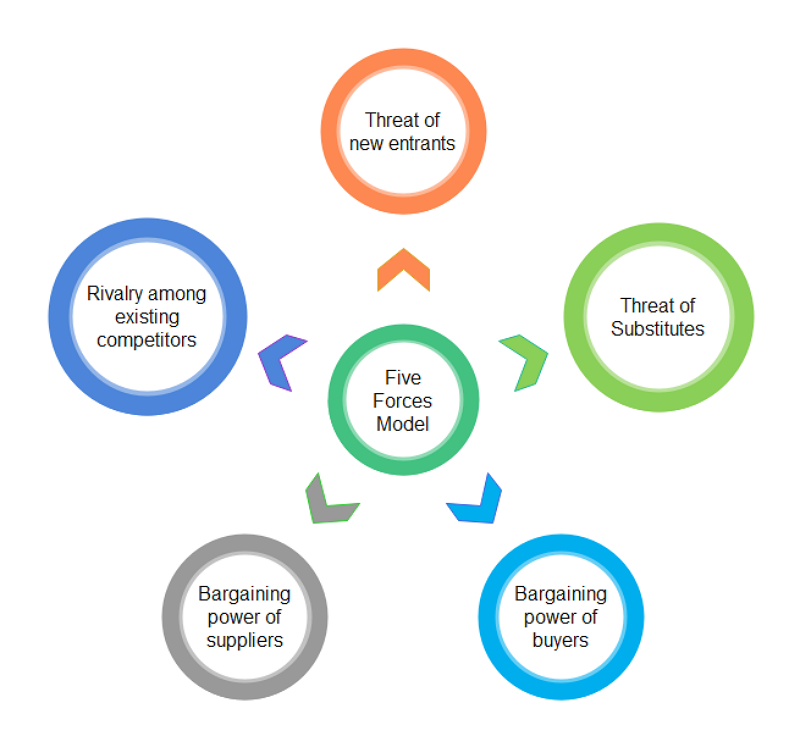 Threat of
new entrants
Rivalry among
existing
competitors
Threat of
Substitutes
Five
Forces
Model
Bargaining
power of
suppliers
Bargaining
power of
buyers